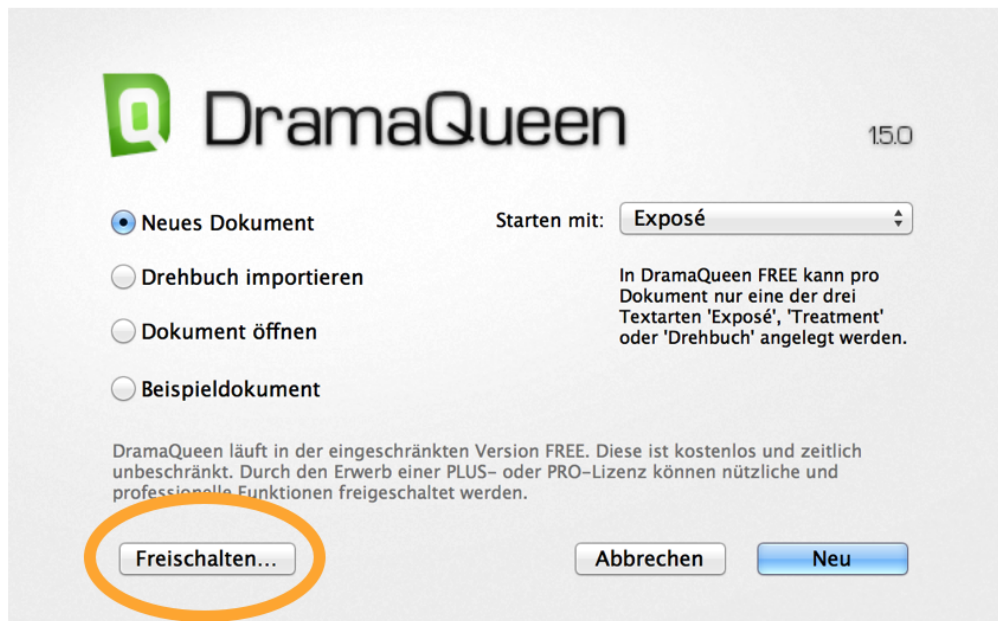 DramaQueen
1.5.0
Neues Dokument
Starten mit: Exposé
Drehbuch importieren
In DramaQueen FREE kann pro
Dokument nur eine der drei
Textarten 'Exposé', 'Treatment'
oder 'Drehbuch' angelegt werden.
Dokument öffnen
Beispieldokument
DramaQueen läuft in der eingeschränkten Version FREE. Diese ist kostenlos und zeitlich
unbeschränkt. Durch den Erwerb einer PLUS- oder PRO-Lizenz können nützliche und
professionelle Funktionen freigeschaltet werden.
Freischalten...
Abbrechen
Neu